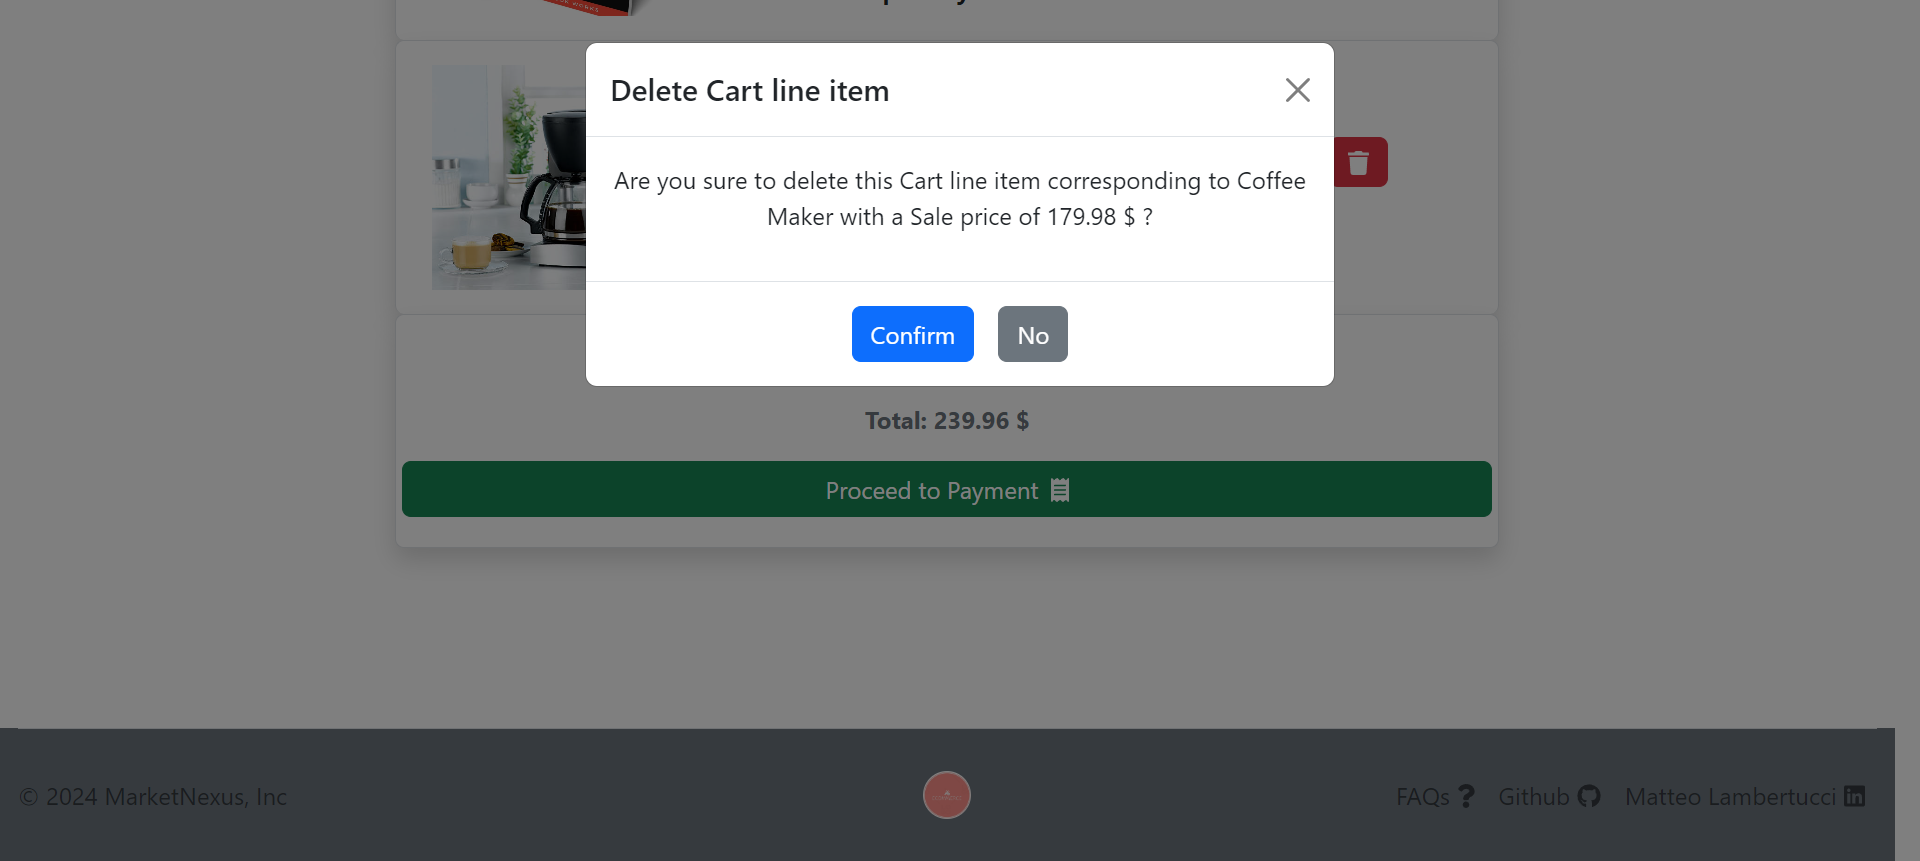 Delete Cart line item
Are you sure to delete this Cart line item corresponding to Coffee
Maker with a Sale price of 179.98 $ ?
Confirm
No
Total: 239.96 $
Proceed to Payment
© 2024 MarketNexus, Inc
FAQs
Github
Matteo Lambertucci